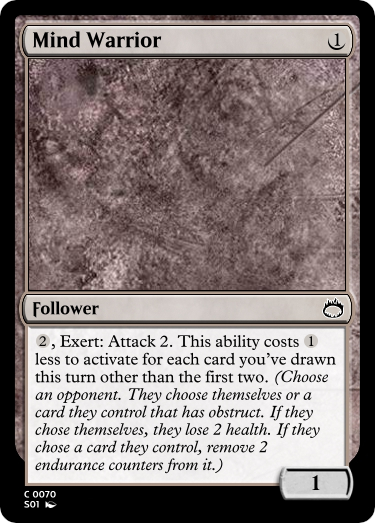 Mind Warrior 1
Follower
2, Exert: Attack 2. This ability costs 1
less to activate for each card you've drawn
this turn other than the first two. (Choose
an opponent. They choose themselves or a
card they control that has obstruct. If they
chose themselves, they lose 2 health. If they
chose a card they control, remove 2
endurance counters from it.)
1
C 0070
S01